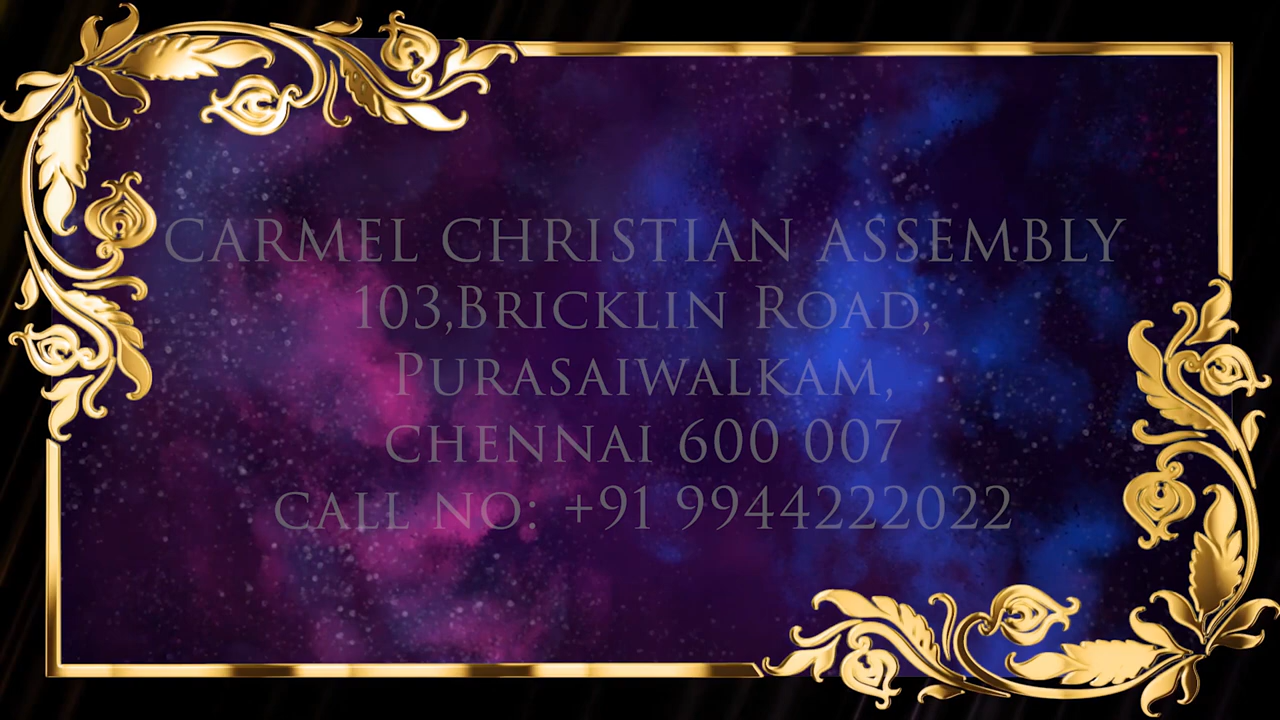 CARMEL CHRISTIAN ASSEMBLY
103,BRICKLIN ROAD,
PURASAIWALKAM,
CHENNAI 600 007
CALL NO: +91 9944222022